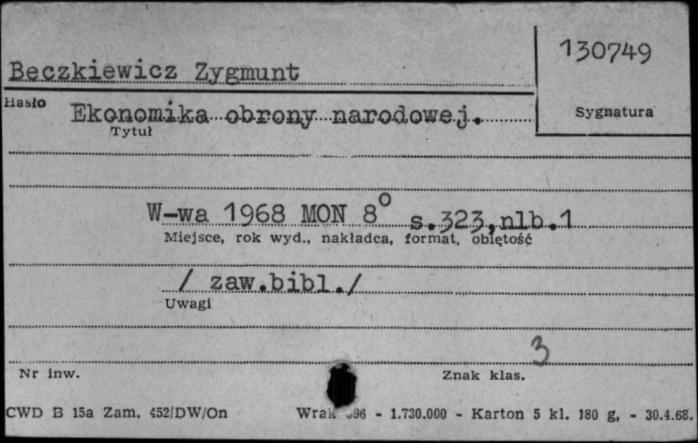 130749
Beczkiewicz Zygmunt
Hasło
Sygnatura
Ekonomika obrony narodowej.
Tytuł
W-wa 1968 MON 8° s.323,nlb.1
Miejsce, rok wyd., nakładca, format, objętość
/ zaw.bibl./
Uwagi
3
Nr inw.
Znak klas.
CWD B 15a Zam. 452/DW/On 96 - 1.730.000 - Karton 5 kl. 180 g, - 30.4.68.